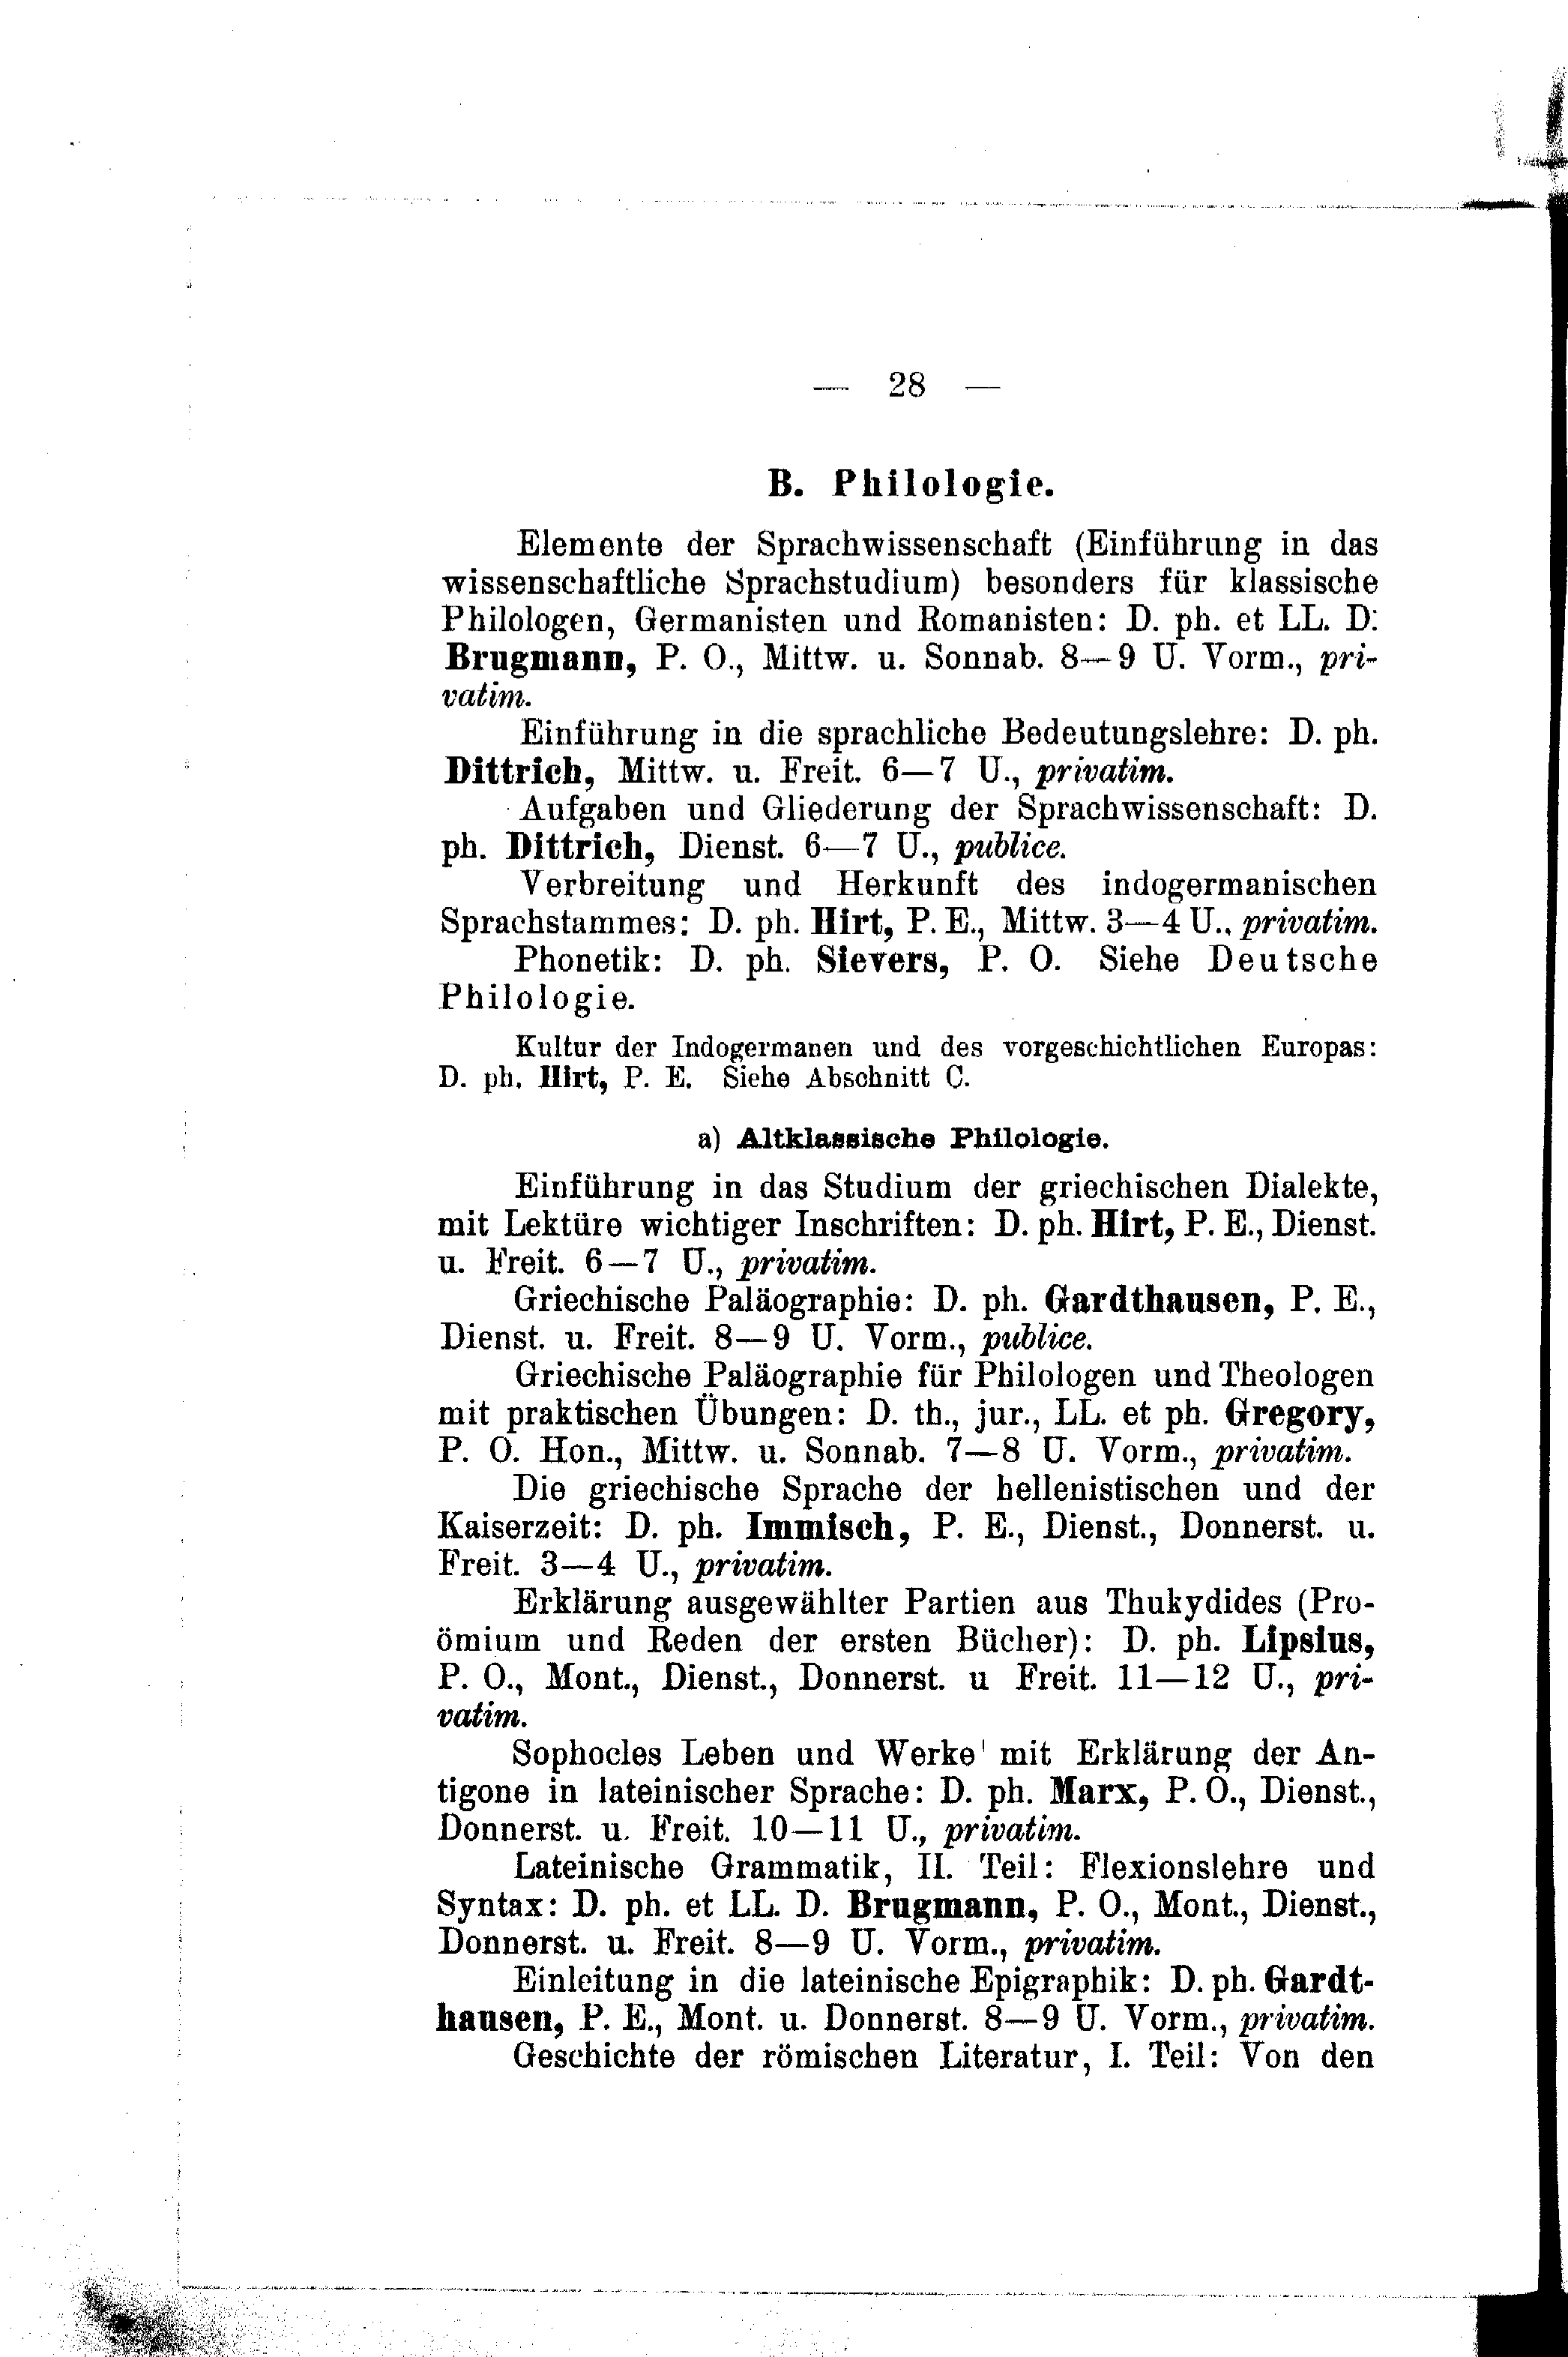 — 28 —
B. Philologie.
Elemente der Sprachwissenschaft (Einführung in das
wissenschaftliche Sprachstudium) besonders für klassische
Philologen, Germanisten und Romanisten: D. ph. et LL. D.
Brugmann, P. O., Mittw. u. Sonnab. 8—9 U. Vorm., pri-
vatim.
Einführung in die sprachliche Bedeutungslehre: D. ph.
Dittrich, Mittw. u. Freit. 6—7 U., privatim.
Aufgaben und Gliederung der Sprachwissenschaft: D.
ph. Dittrich, Dienst. 6—7 U., publice.
Verbreitung und Herkunft des indogermanischen
Sprachstammes: D. ph. Hirt, P. E., Mittw. 3—4 U., privatim.
Phonetik: D. ph. Sievers, P. O. Siehe Deutsche
Philologie.
Kultur der Indogermanen und des vorgeschichtlichen Europas:
D. ph. Hirt, P. E. Siehe Abschnitt C.
a) Altklassische Philologie.
Einführung in das Studium der griechischen Dialekte,
mit Lektüre wichtiger Inschriften: D. ph. Hirt, P. E., Dienst.
u. Freit. 6—7 U., privatim.
Griechische Paläographie: D. ph. Gardthausen, P. E.,
Dienst. u. Freit. 8—9 U. Vorm., publice.
Griechische Paläographie für Philologen und Theologen
mit praktischen Übungen: D. th., jur., LL. et ph. Gregory,
P. O. Hon., Mittw. u. Sonnab. 7—8 U. Vorm., privatim.
Die griechische Sprache der hellenistischen und der
Kaiserzeit: D. ph. Immisch, P. E., Dienst., Donnerst. u.
Freit. 3—4 U., privatim.
Erklärung ausgewählter Partien aus Thukydides (Pro-
ömium und Reden der ersten Bücher): D. ph. Lipsius,
P. O., Mont., Dienst., Donnerst. u Freit. 11—12 U., pri-
vatim.
Sophocles Leben und Werke mit Erklärung der An-
tigone in lateinischer Sprache: D. ph. Marx, P. O., Dienst.,
Donnerst. u. Freit. 10—11 U., privatim.
Lateinische Grammatik, II. Teil: Flexionslehre und
Syntax: D. ph. et LL. D. Brugmann, P. O., Mont., Dienst.,
Donnerst. u. Freit. 8—9 U. Vorm., privatim.
Einleitung in die lateinische Epigraphik: D. ph. Gardt-
hausen, P. E., Mont. u. Donnerst. 8—9 U. Vorm., privatim.
Geschichte der römischen Literatur, I. Teil: Von den